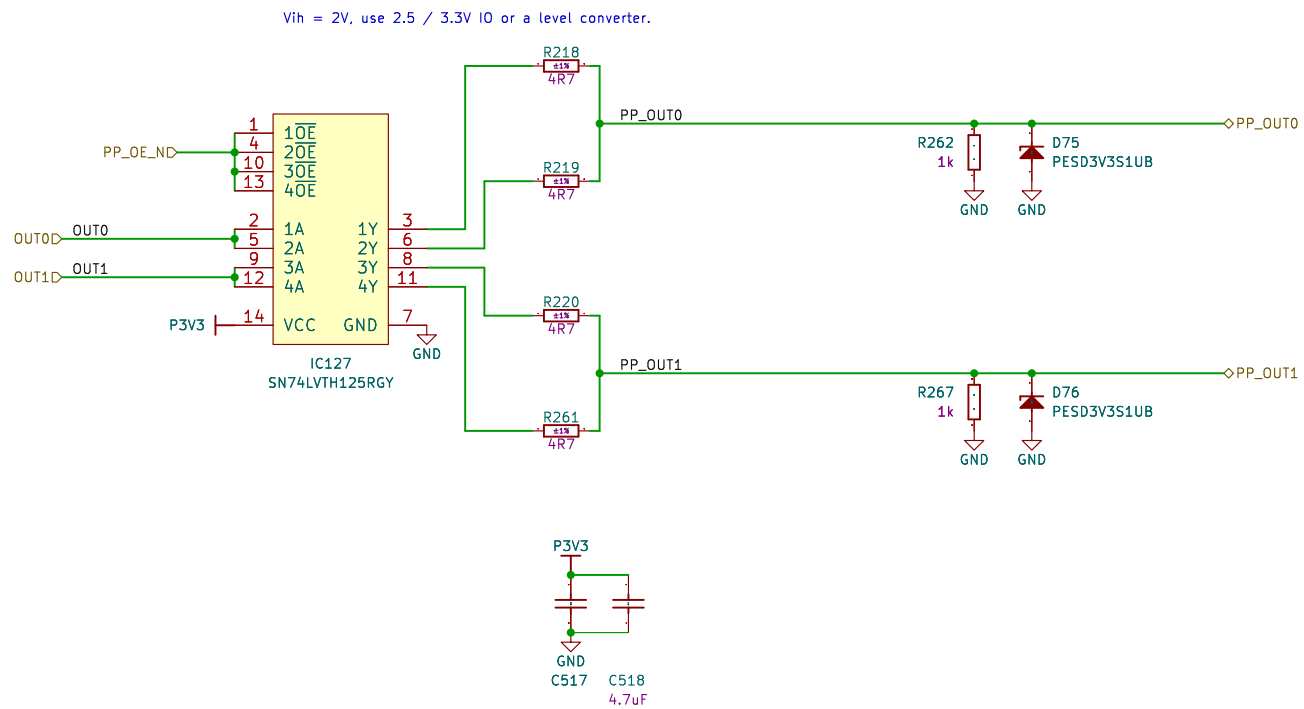 Vih = 2V, use 2.5 / 3.3V IO or a level converter.
R218
±1%
4R7
PP_OUT0
PP_OUT0
1 1OE
4 2OE
10 3OE
13 4OE
PP_OE_N
R262
1k
D75
PESD3V3S1UB
GND
GND
R219
±1%
4R7
OUT0 OUT0
2 1A 1Y 3
5 2A 2Y 6
OUT1 OUT1
9 3A 3Y 8
12 4A 4Y 11
P3V3 14 VCC GND 7
GND
IC127
SN74LVTH125RGY
R220
±1%
4R7
PP_OUT1
PP_OUT1
R267
1k
D76
PESD3V3S1UB
GND
GND
R261
±1%
4R7
P3V3
GND
C517
C518
4.7uF